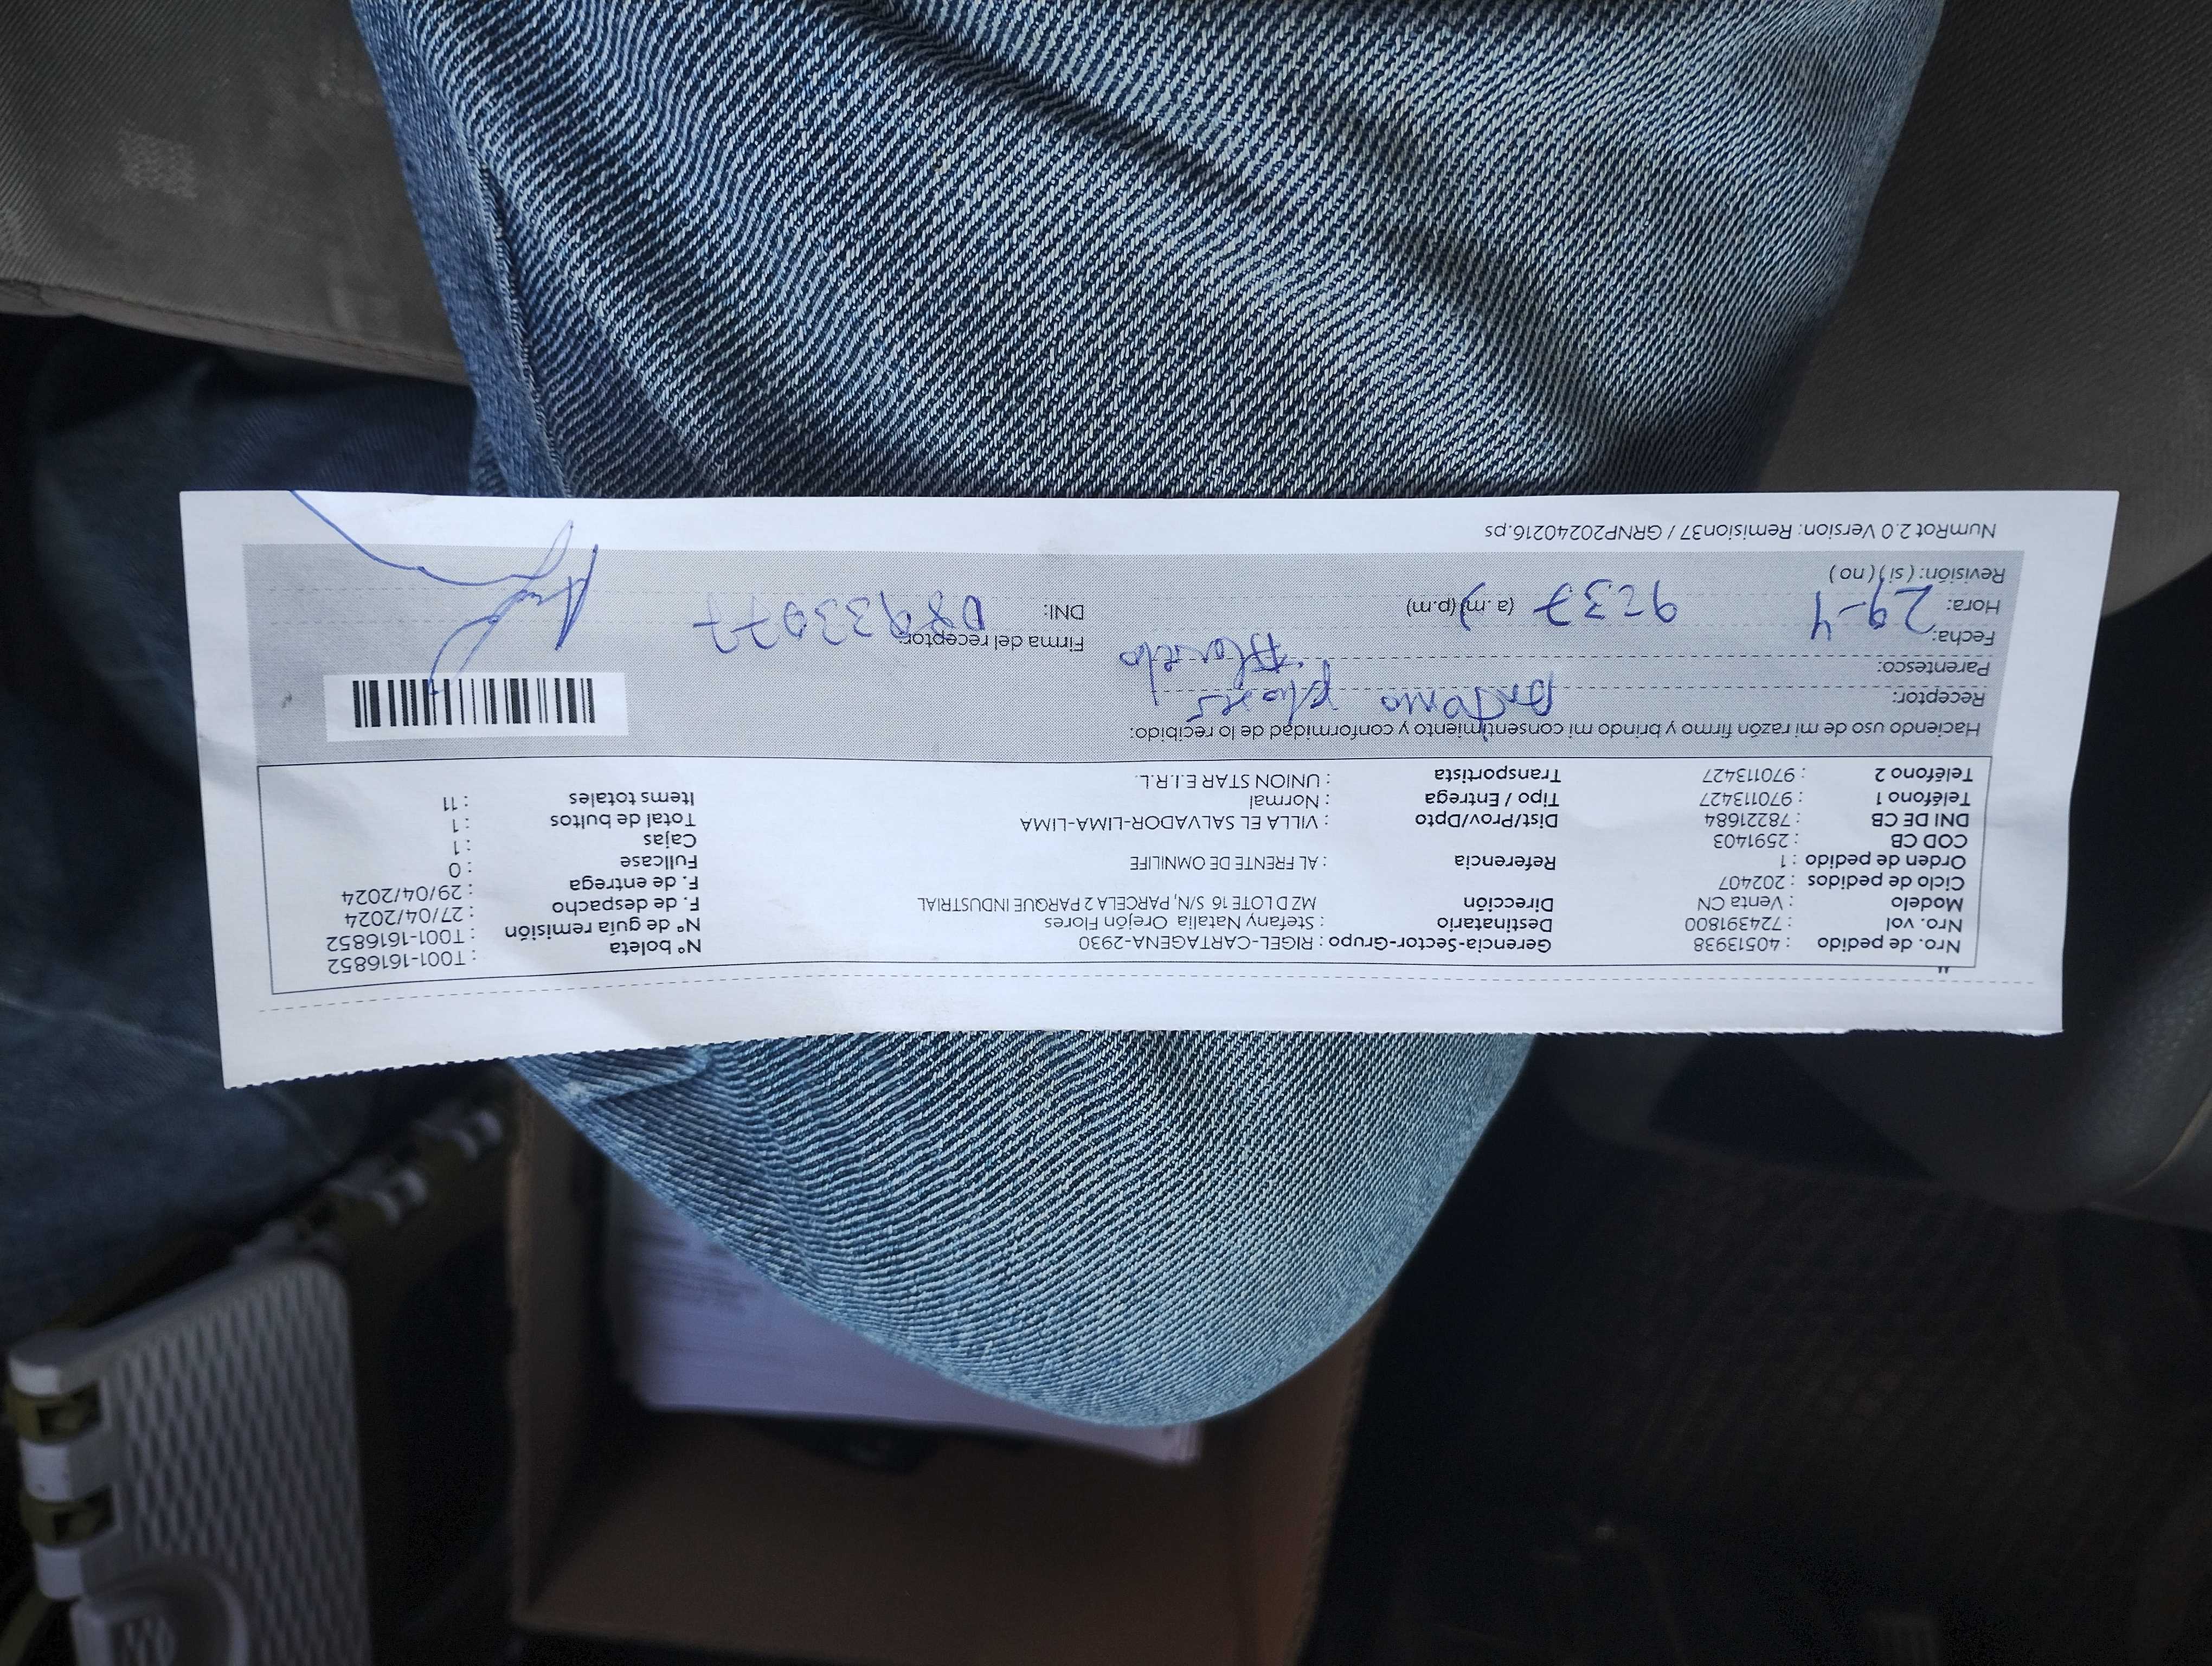 Nro. de pedido : 40513938 Gerencia-Sector-Grupo : RIGEL-CARTAGENA-2930 N° boleta : T001-1616852
Nro. vol : 724391800 Destinatario : Stefany Natalia Orejón Flores N° de guía remisión : T001-1616852
Modelo : Venta CN Dirección MZ D LOTE 16 S/N, PARCELA 2 PARQUE INDUSTRIAL F. de despacho : 27/04/2024
Ciclo de pedidos : 202407 F. de entrega : 29/04/2024
Orden de pedido : 1 Referencia : AL FRENTE DE OMNILIFE Fullcase : 0
COD CB : 2591403 Cajas : 1
DNI DE CB : 78221684 Dist/Prov/Dpto : VILLA EL SALVADOR-LIMA-LIMA Total de bultos : 1
Teléfono 1 : 970113427 Tipo / Entrega : Normal Items totales : 11
Teléfono 2 : 970113427 Transportista : UNION STAR E.I.R.L.
Haciendo uso de mi razón firmo y brindo mi consentimiento y conformidad de lo recibido:
Receptor: Antonio Flores
Parentesco:
Fecha: 29-4 Firma del receptor
Hora: 9:37 (a.m) (p.m) DNI: 08933077
Revisión: (si) (no)
NumRot 2.0 Version: Remision37 / GRNP20240216.ps